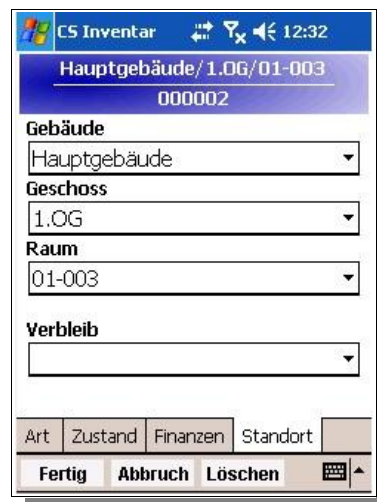 CS Inventar 12:32
Hauptgebäude/1.OG/01-003
000002
Gebäude
Hauptgebäude
Geschoss
1.OG
Raum
01-003
Verbleib
Art Zustand Finanzen Standort
Fertig Abbruch Löschen